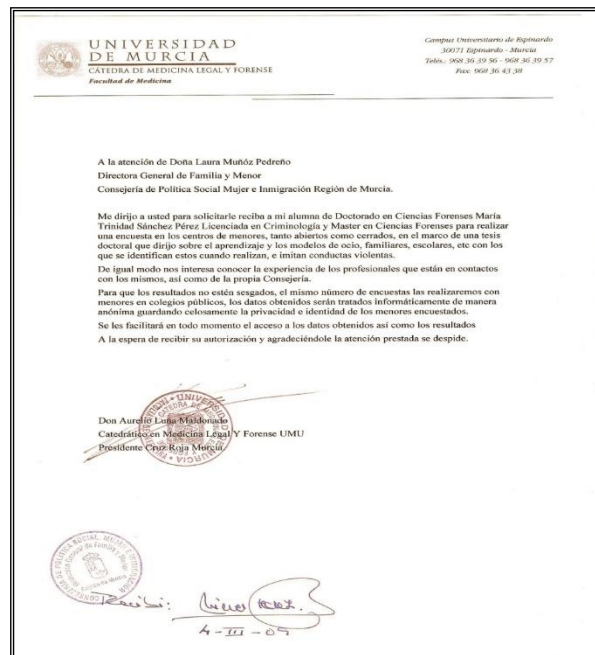 UNIVERSIDAD
DE MURCIA
CÁTEDRA DE MEDICINA LEGAL Y FORENSE
Facultad de Medicina
Campus Universitario de Espinardo
30071 Espinardo - Murcia
Teléfs.: 968 36 39 56 - 968 36 39 57
Fax: 968 36 43 38
A la atención de Doña Laura Muñóz Pedreño
Directora General de Familia y Menor
Consejería de Política Social Mujer e Inmigración Región de Murcia.
Me dirijo a usted para solicitarle reciba a mi alumna de Doctorado en Ciencias Forenses María
Trinidad Sánchez Pérez Licenciada en Criminología y Master en Ciencias Forenses para realizar
una encuesta en los centros de menores, tanto abiertos como cerrados, en el marco de una tesis
doctoral que dirijo sobre el aprendizaje y los modelos de ocio, familiares, escolares, etc con los
que se identifican estos cuando realizan, e imitan conductas violentas.
De igual modo nos interesa conocer la experiencia de los profesionales que están en contactos
con los mismos, así como de la propia Consejería.
Para que los resultados no estén sesgados, el mismo número de encuestas las realizaremos con
menores en colegios públicos, los datos obtenidos serán tratados informáticamente de manera
anónima guardando celosamente la privacidad e identidad de los menores encuestados.
Se les facilitará en todo momento el acceso a los datos obtenidos así como los resultados
A la espera de recibir su autorización y agradeciéndole la atención prestada se despide.
Don Aurelio Luna Maldonado
Catedrático en Medicina Legal Y Forense UMU
Presidente Cruz Roja Murcia.
Recibí:
4-III-09